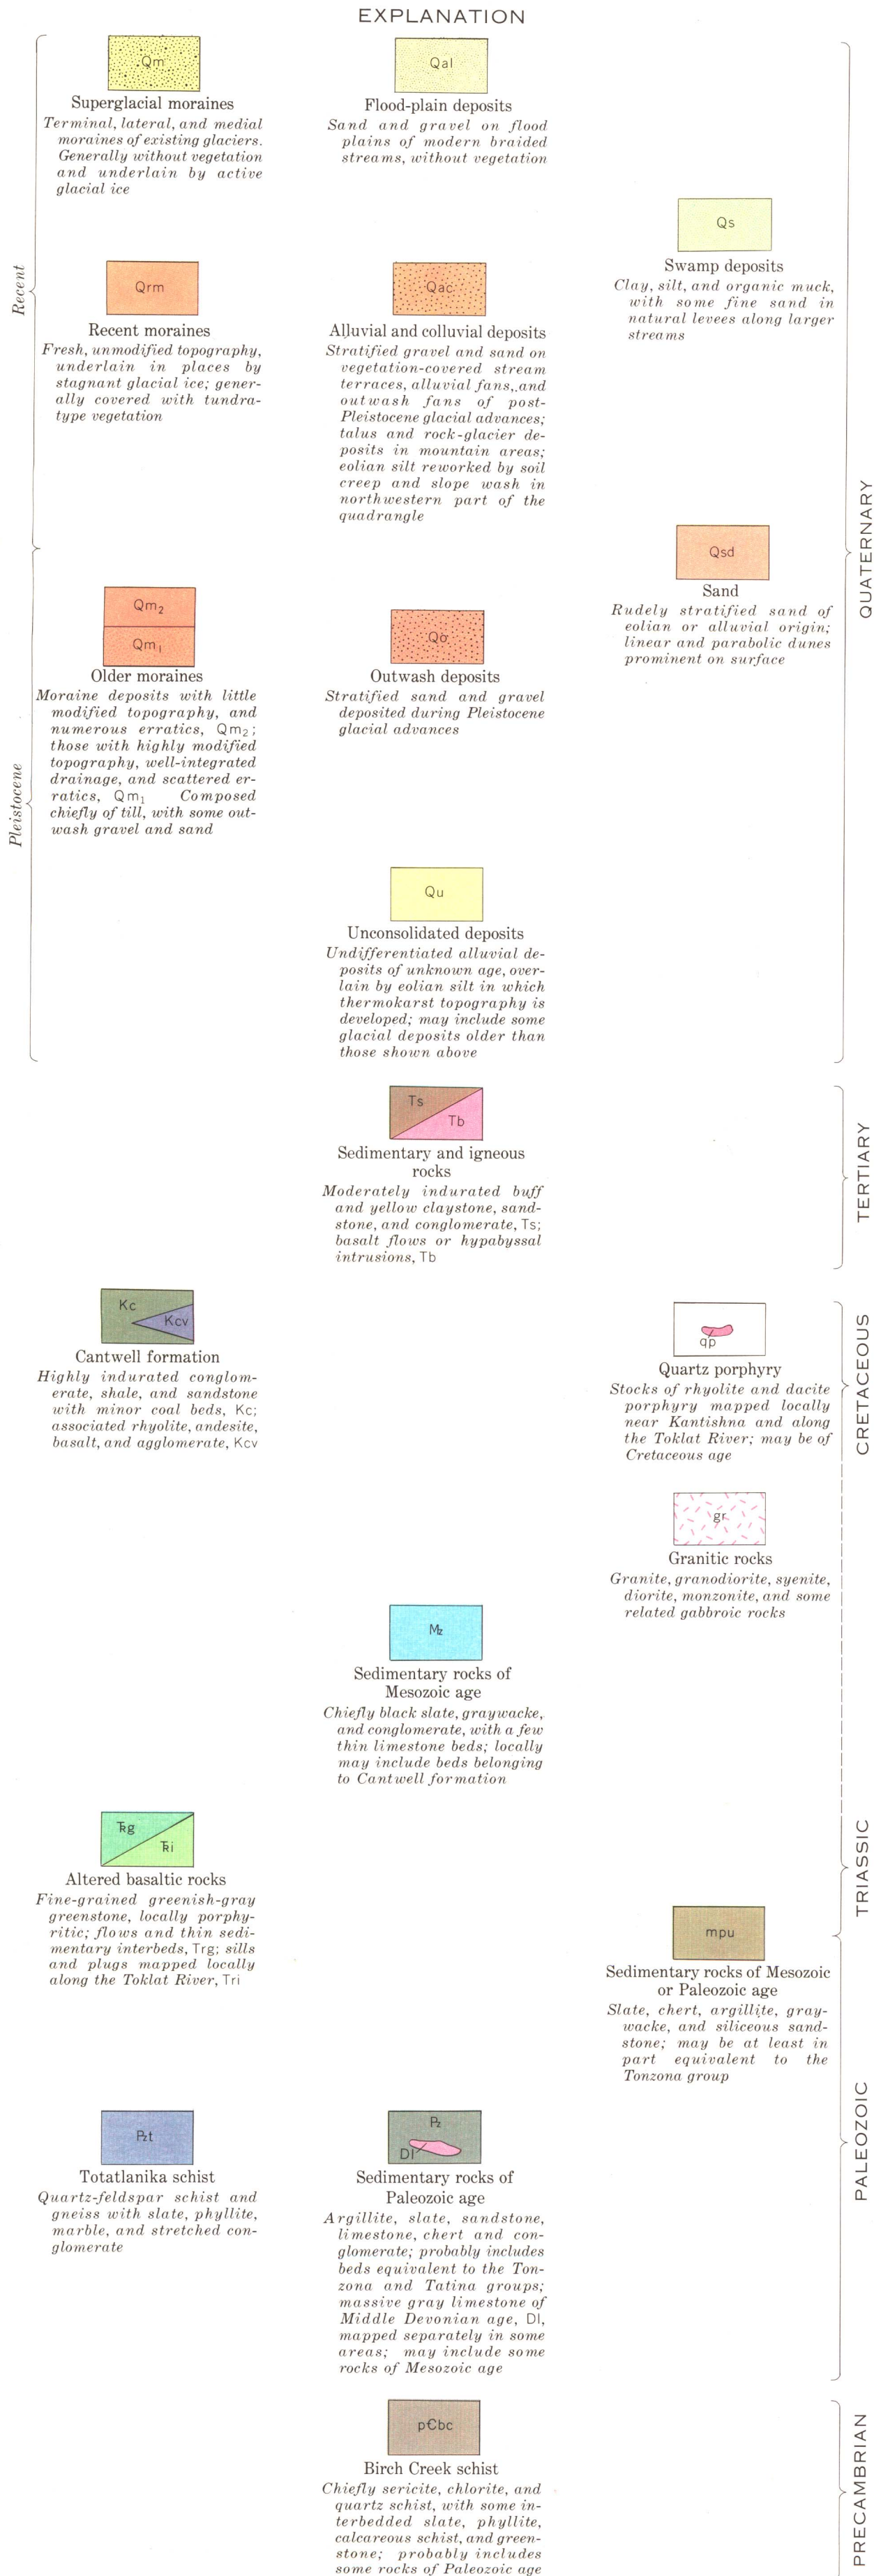 EXPLANATION
Qm
Superglacial moraines
Terminal, lateral, and medial
moraines of existing glaciers.
Generally without vegetation
and underlain by active
glacial ice
Qal
Flood-plain deposits
Sand and gravel on flood
plains of modern braided
streams, without vegetation
Qs
Swamp deposits
Clay, silt, and organic muck,
with some fine sand in
natural levees along larger
streams
Recent
Qrm
Recent moraines
Fresh, unmodified topography,
underlain in places by
stagnant glacial ice; gener-
ally covered with tundra-
type vegetation
Qac
Alluvial and colluvial deposits
Stratified gravel and sand on
vegetation-covered stream
terraces, alluvial fans, and
outwash fans of post-
Pleistocene glacial advances;
talus and rock-glacier de-
posits in mountain areas;
eolian silt reworked by soil
creep and slope wash in
northwestern part of the
quadrangle
QUATERNARY
Qsd
Sand
Rudely stratified sand of
eolian or alluvial origin;
linear and parabolic dunes
prominent on surface
Qm2
Qm1
Older moraines
Moraine deposits with little
modified topography, and
numerous erratics, Qm2;
those with highly modified
topography, well-integrated
drainage, and scattered er-
ratics, Qm1 Composed
chiefly of till, with some out-
wash gravel and sand
Qo
Outwash deposits
Stratified sand and gravel
deposited during Pleistocene
glacial advances
Pleistocene
Qu
Unconsolidated deposits
Undifferentiated alluvial de-
posits of unknown age, over-
lain by eolian silt in which
thermokarst topography is
developed; may include some
glacial deposits older than
those shown above
Ts
Tb
Sedimentary and igneous
rocks
Moderately indurated buff
and yellow claystone, sand-
stone, and conglomerate, Ts;
basalt flows or hypabyssal
intrusions, Tb
TERTIARY
Kc
Kcv
Cantwell formation
Highly indurated conglom-
erate, shale, and sandstone
with minor coal beds, Kc;
associated rhyolite, andesite,
basalt, and agglomerate, Kcv
qp
Quartz porphyry
Stocks of rhyolite and dacite
porphyry mapped locally
near Kantishna and along
the Toklat River; may be of
Cretaceous age
CRETACEOUS
gr
Granitic rocks
Granite, granodiorite, syenite,
diorite, monzonite, and some
related gabbroic rocks
Mz
Sedimentary rocks of
Mesozoic age
Chiefly black slate, graywacke,
and conglomerate, with a few
thin limestone beds; locally
may include beds belonging
to Cantwell formation
TRg
TRi
Altered basaltic rocks
Fine-grained greenish-gray
greenstone, locally porphy-
ritic; flows and thin sedi-
mentary interbeds, Trg; sills
and plugs mapped locally
along the Toklat River, Tri
TRIASSIC
mpu
Sedimentary rocks of Mesozoic
or Paleozoic age
Slate, chert, argillite, gray-
wacke, and siliceous sand-
stone; may be at least in
part equivalent to the
Tonzona group
Pzt
Totatlanika schist
Quartz-feldspar schist and
gneiss with slate, phyllite,
marble, and stretched con-
glomerate
Pz
Dl
Sedimentary rocks of
Paleozoic age
Argillite, slate, sandstone,
limestone, chert and con-
glomerate; probably includes
beds equivalent to the Ton-
zona and Tatina groups;
massive gray limestone of
Middle Devonian age, Dl,
mapped separately in some
areas; may include some
rocks of Mesozoic age
PALEOZOIC
p€bc
Birch Creek schist
Chiefly sericite, chlorite, and
quartz schist, with some in-
terbedded slate, phyllite,
calcareous schist, and green-
stone; probably includes
some rocks of Paleozoic age
PRECAMBRIAN